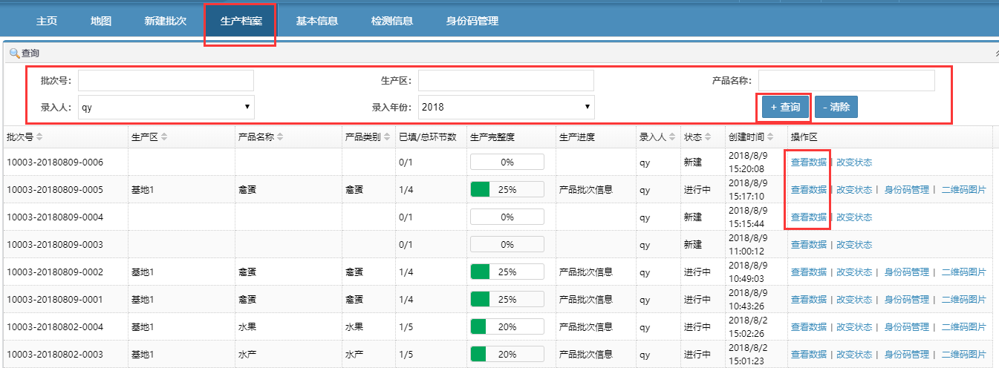 主页 地图 新建批次 生产档案 基本信息 检测信息 身份码管理
查询
批次号: 生产区: 产品名称:
录入人: qy 录入年份: 2018 + 查询 - 清除
批次号 生产区 产品名称 产品类别 已填/总环节数 生产完整度 生产进度 录入人 状态 创建时间 操作区
10003-20180809-0006 0/1 0% qy 新建 2018/8/9 15:20:08 查看数据 | 改变状态
10003-20180809-0005 基地1 禽蛋 禽蛋 1/4 25% 产品批次信息 qy 进行中 2018/8/9 15:17:10 查看数据 | 改变状态 | 身份码管理 | 二维码图片
10003-20180809-0004 0/1 0% qy 新建 2018/8/9 15:15:44 查看数据 | 改变状态
10003-20180809-0003 0/1 0% qy 新建 2018/8/9 11:00:12 查看数据 | 改变状态
10003-20180809-0002 基地1 禽蛋 禽蛋 1/4 25% 产品批次信息 qy 进行中 2018/8/9 10:49:03 查看数据 | 改变状态 | 身份码管理 | 二维码图片
10003-20180809-0001 基地1 禽蛋 禽蛋 1/4 25% 产品批次信息 qy 进行中 2018/8/9 10:43:26 查看数据 | 改变状态 | 身份码管理 | 二维码图片
10003-20180802-0004 基地1 水果 水果 1/5 20% 产品批次信息 qy 进行中 2018/8/2 15:02:26 查看数据 | 改变状态 | 身份码管理 | 二维码图片
10003-20180802-0003 基地1 水产 水产 1/5 20% 产品批次信息 qy 进行中 2018/8/2 15:01:23 查看数据 | 改变状态 | 身份码管理 | 二维码图片